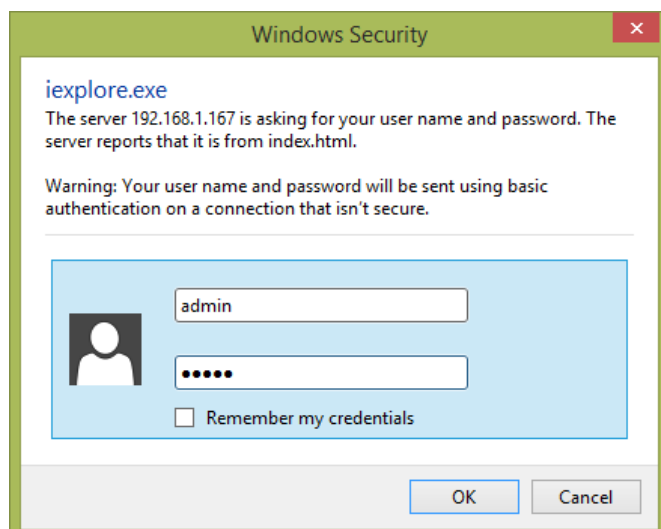 Windows Security
iexplore.exe
The server 192.168.1.167 is asking for your user name and password. The
server reports that it is from index.html.
Warning: Your user name and password will be sent using basic
authentication on a connection that isn't secure.
admin
●●●●●
Remember my credentials
OK
Cancel